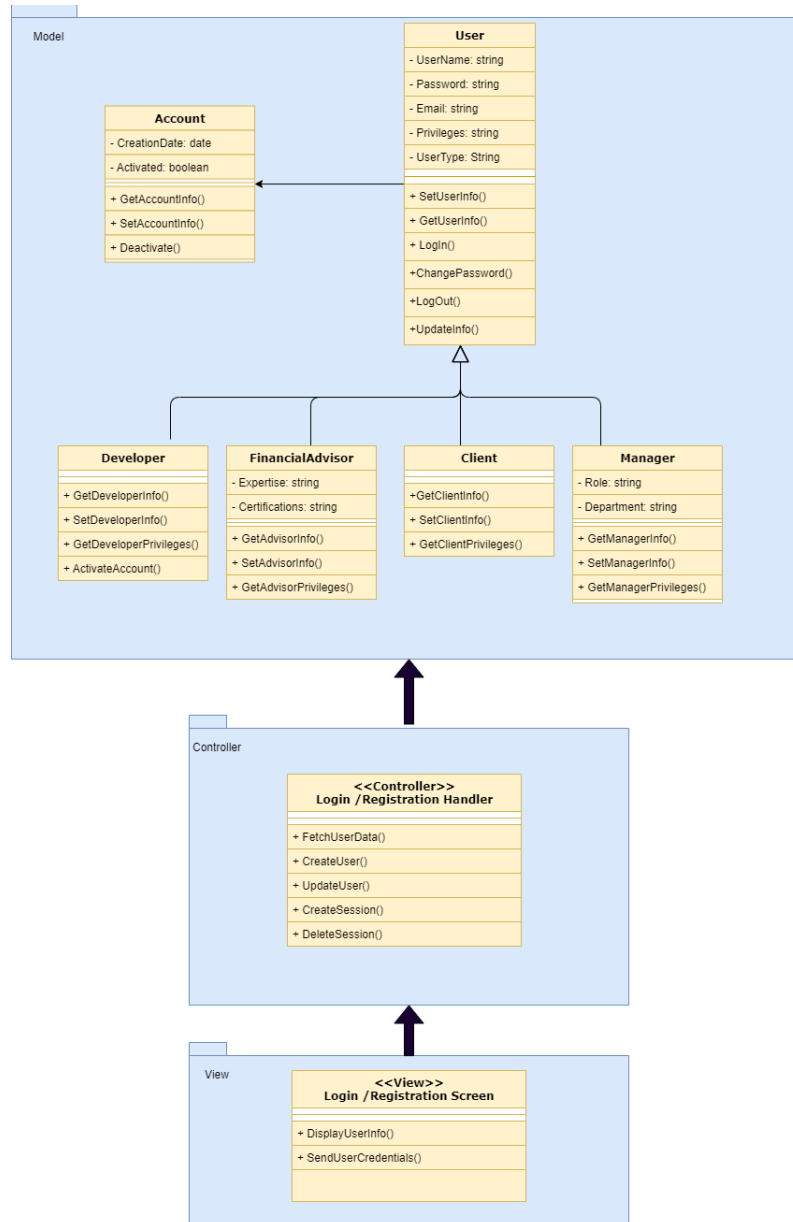 Model
User
- UserName: string
- Password: string
- Email: string
- Privileges: string
- UserType: String
+ SetUserInfo()
+ GetUserInfo()
+ LogIn()
+ChangePassword()
+LogOut()
+UpdateInfo()
Account
- CreationDate: date
- Activated: boolean
+ GetAccountInfo()
+ SetAccountInfo()
+ Deactivate()
Developer
+ GetDeveloperInfo()
+ SetDeveloperInfo()
+ GetDeveloperPrivileges()
+ ActivateAccount()
FinancialAdvisor
- Expertise: string
- Certifications: string
+ GetAdvisorInfo()
+ SetAdvisorInfo()
+ GetAdvisorPrivileges()
Client
+GetClientInfo()
+ SetClientInfo()
+ GetClientPrivileges()
Manager
- Role: string
- Department: string
+ GetManagerInfo()
+ SetManagerInfo()
+ GetManagerPrivileges()
Controller
<<Controller>>
Login /Registration Handler
+ FetchUserData()
+ CreateUser()
+ UpdateUser()
+ CreateSession()
+ DeleteSession()
View
<<View>>
Login /Registration Screen
+ DisplayUserInfo()
+ SendUserCredentials()